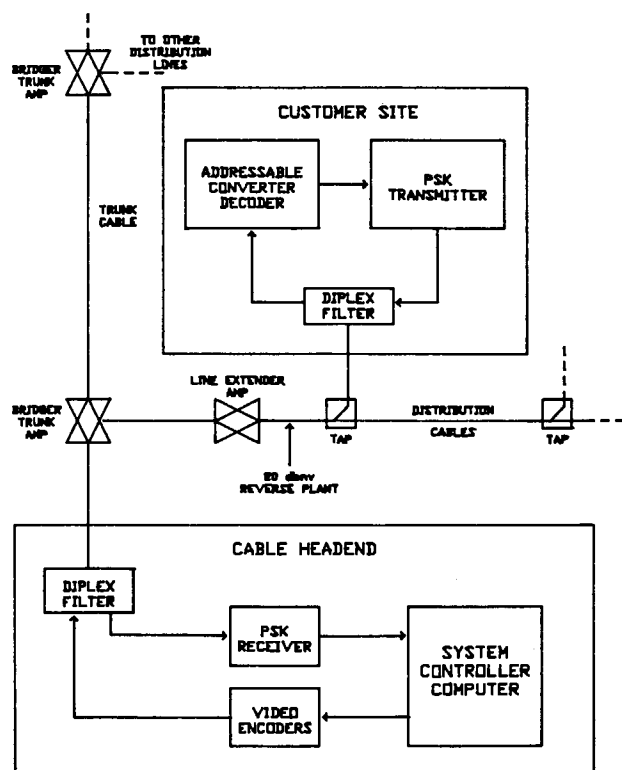 TO OTHER
DISTRIBUTION
LINES
BRIDGER
TRUNK
AMP
CUSTOMER SITE
ADDRESSABLE
CONVERTER
DECODER
PSK
TRANSMITTER
TRUNK
CABLE
DIPLEX
FILTER
LINE EXTENDER
AMP
BRIDGER
TRUNK
AMP
TAP
DISTRIBUTION
CABLES
TAP
20 dbmv
REVERSE PLANT
CABLE HEADEND
DIPLEX
FILTER
PSK
RECEIVER
SYSTEM
CONTROLLER
COMPUTER
VIDEO
ENCODERS